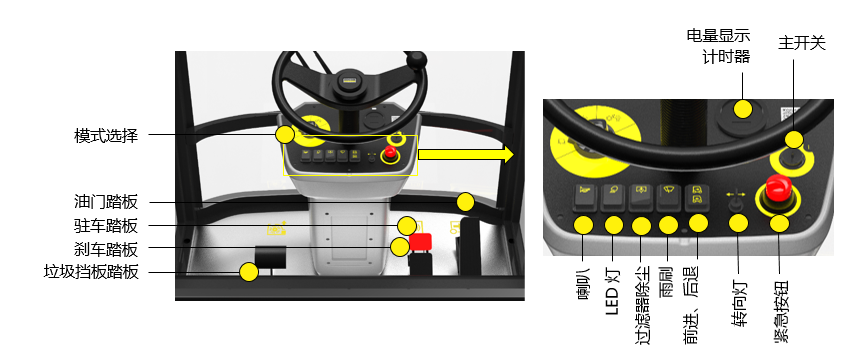 模式选择
油门踏板
驻车踏板
刹车踏板
垃圾挡板踏板
电量显示
计时器
主开关
喇叭
LED 灯
过滤器除尘
雨刷
前进、后退
转向灯
紧急按钮